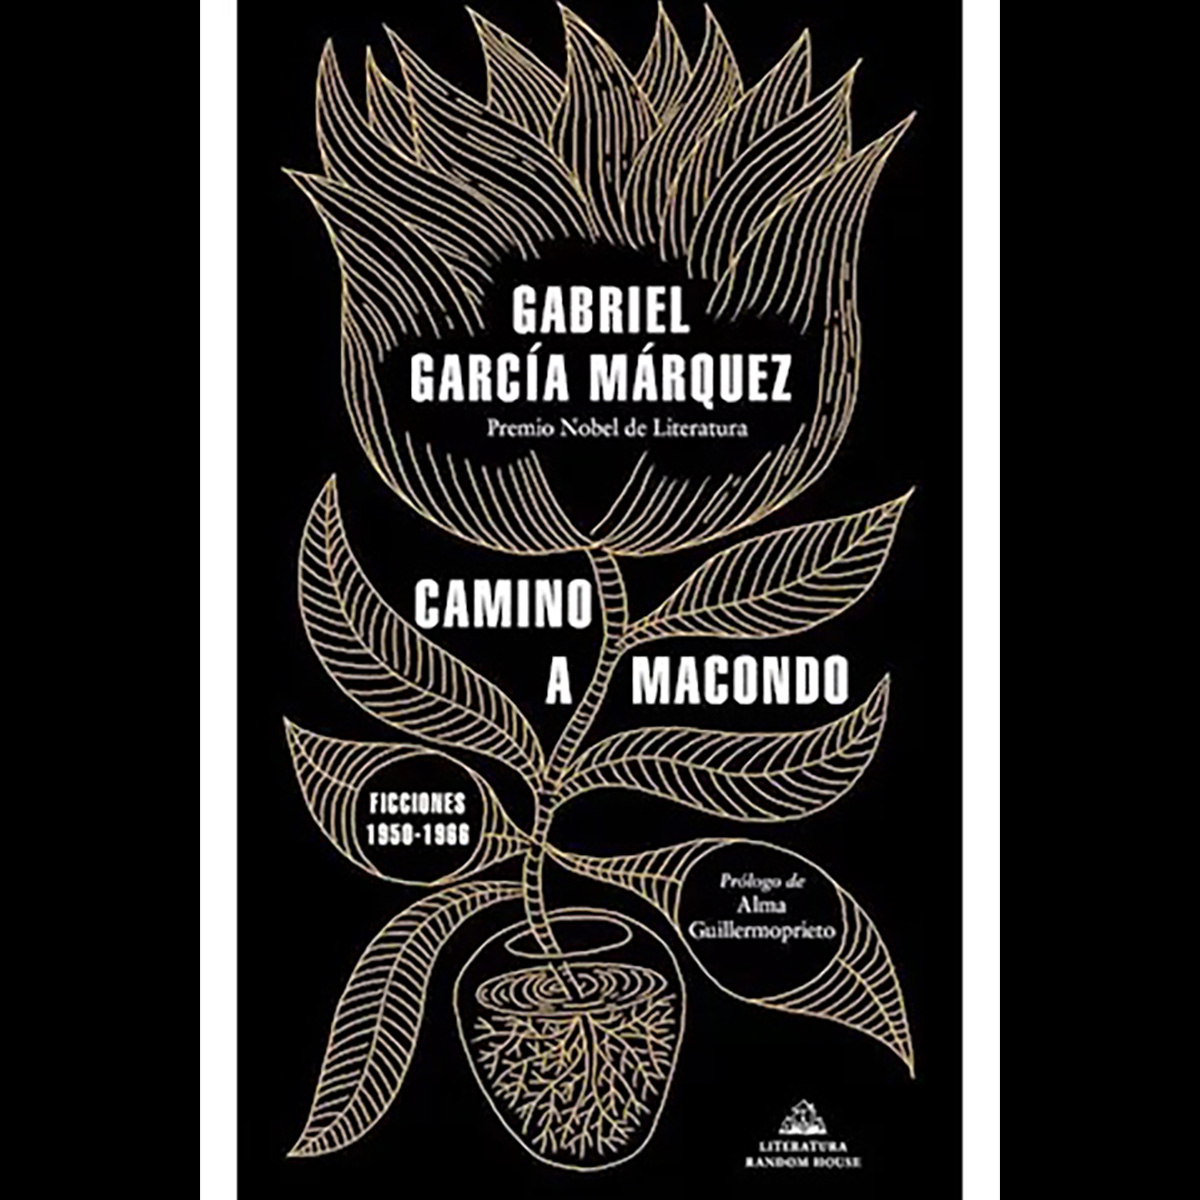 GABRIEL
GARCÍA MÁRQUEZ
Premio Nobel de Literatura
CAMINO
A MACONDO
FICCIONES
1950-1966
Prólogo de
Alma
Guillermoprieto
LITERATURA
RANDOM HOUSE